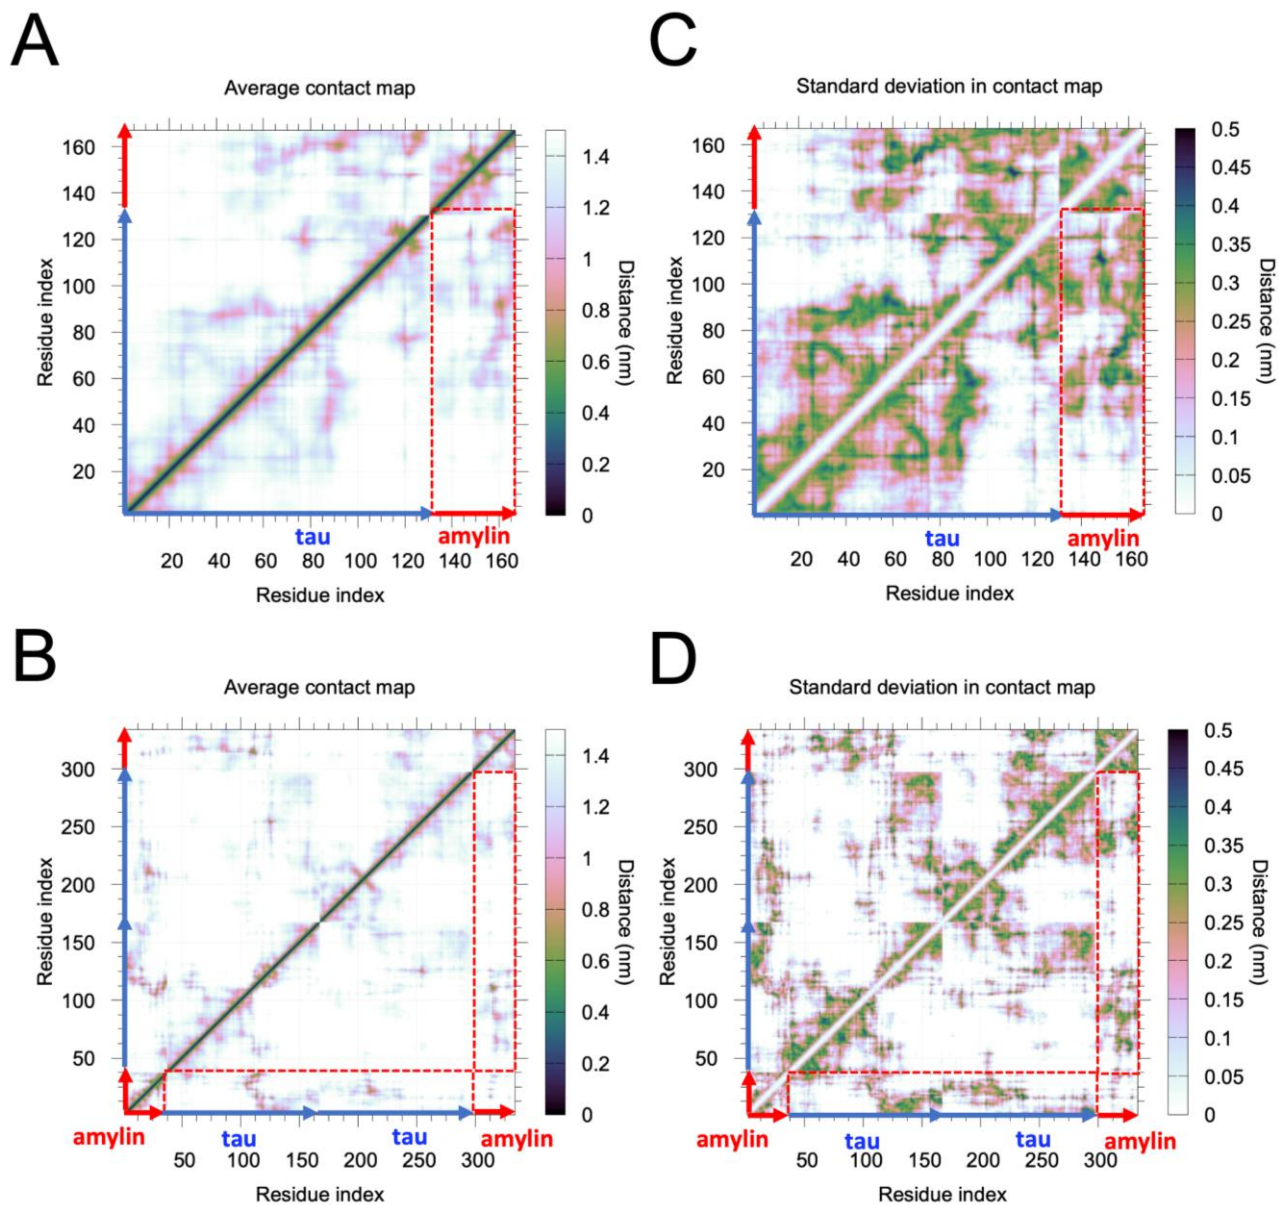 A
Average contact map
160
140
120
100
80
60
40
20
Residue index
tau
amylin
20 40 60 80 100 120 140 160
Residue index
1.4
1.2
1
0.8
0.6
0.4
0.2
0
Distance (nm)
C
Standard deviation in contact map
160
140
120
100
80
60
40
20
Residue index
tau
amylin
20 40 60 80 100 120 140 160
Residue index
0.5
0.45
0.4
0.35
0.3
0.25
0.2
0.15
0.1
0.05
0
Distance (nm)
B
Average contact map
300
250
200
150
100
50
Residue index
amylin
tau
tau
amylin
50 100 150 200 250 300
Residue index
1.4
1.2
1
0.8
0.6
0.4
0.2
0
Distance (nm)
D
Standard deviation in contact map
300
250
200
150
100
50
Residue index
amylin
tau
tau
amylin
50 100 150 200 250 300
Residue index
0.5
0.45
0.4
0.35
0.3
0.25
0.2
0.15
0.1
0.05
0
Distance (nm)